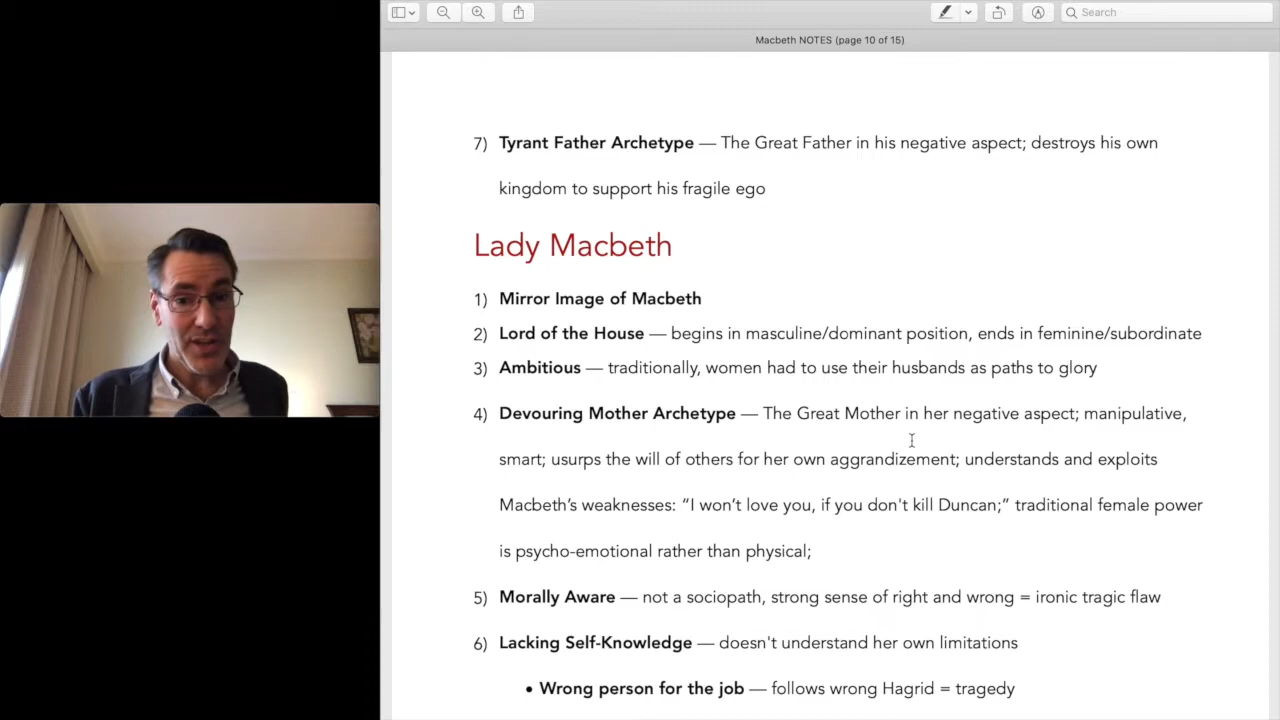 Search
Macbeth NOTES (page 10 of 15)
7) Tyrant Father Archetype — The Great Father in his negative aspect; destroys his own
kingdom to support his fragile ego
Lady Macbeth
1) Mirror Image of Macbeth
2) Lord of the House — begins in masculine/dominant position, ends in feminine/subordinate
3) Ambitious — traditionally, women had to use their husbands as paths to glory
4) Devouring Mother Archetype — The Great Mother in her negative aspect; manipulative,
smart; usurps the will of others for her own aggrandizement; understands and exploits
Macbeth’s weaknesses: “I won’t love you, if you don't kill Duncan;” traditional female power
is psycho-emotional rather than physical;
5) Morally Aware — not a sociopath, strong sense of right and wrong = ironic tragic flaw
6) Lacking Self-Knowledge — doesn't understand her own limitations
• Wrong person for the job — follows wrong Hagrid = tragedy